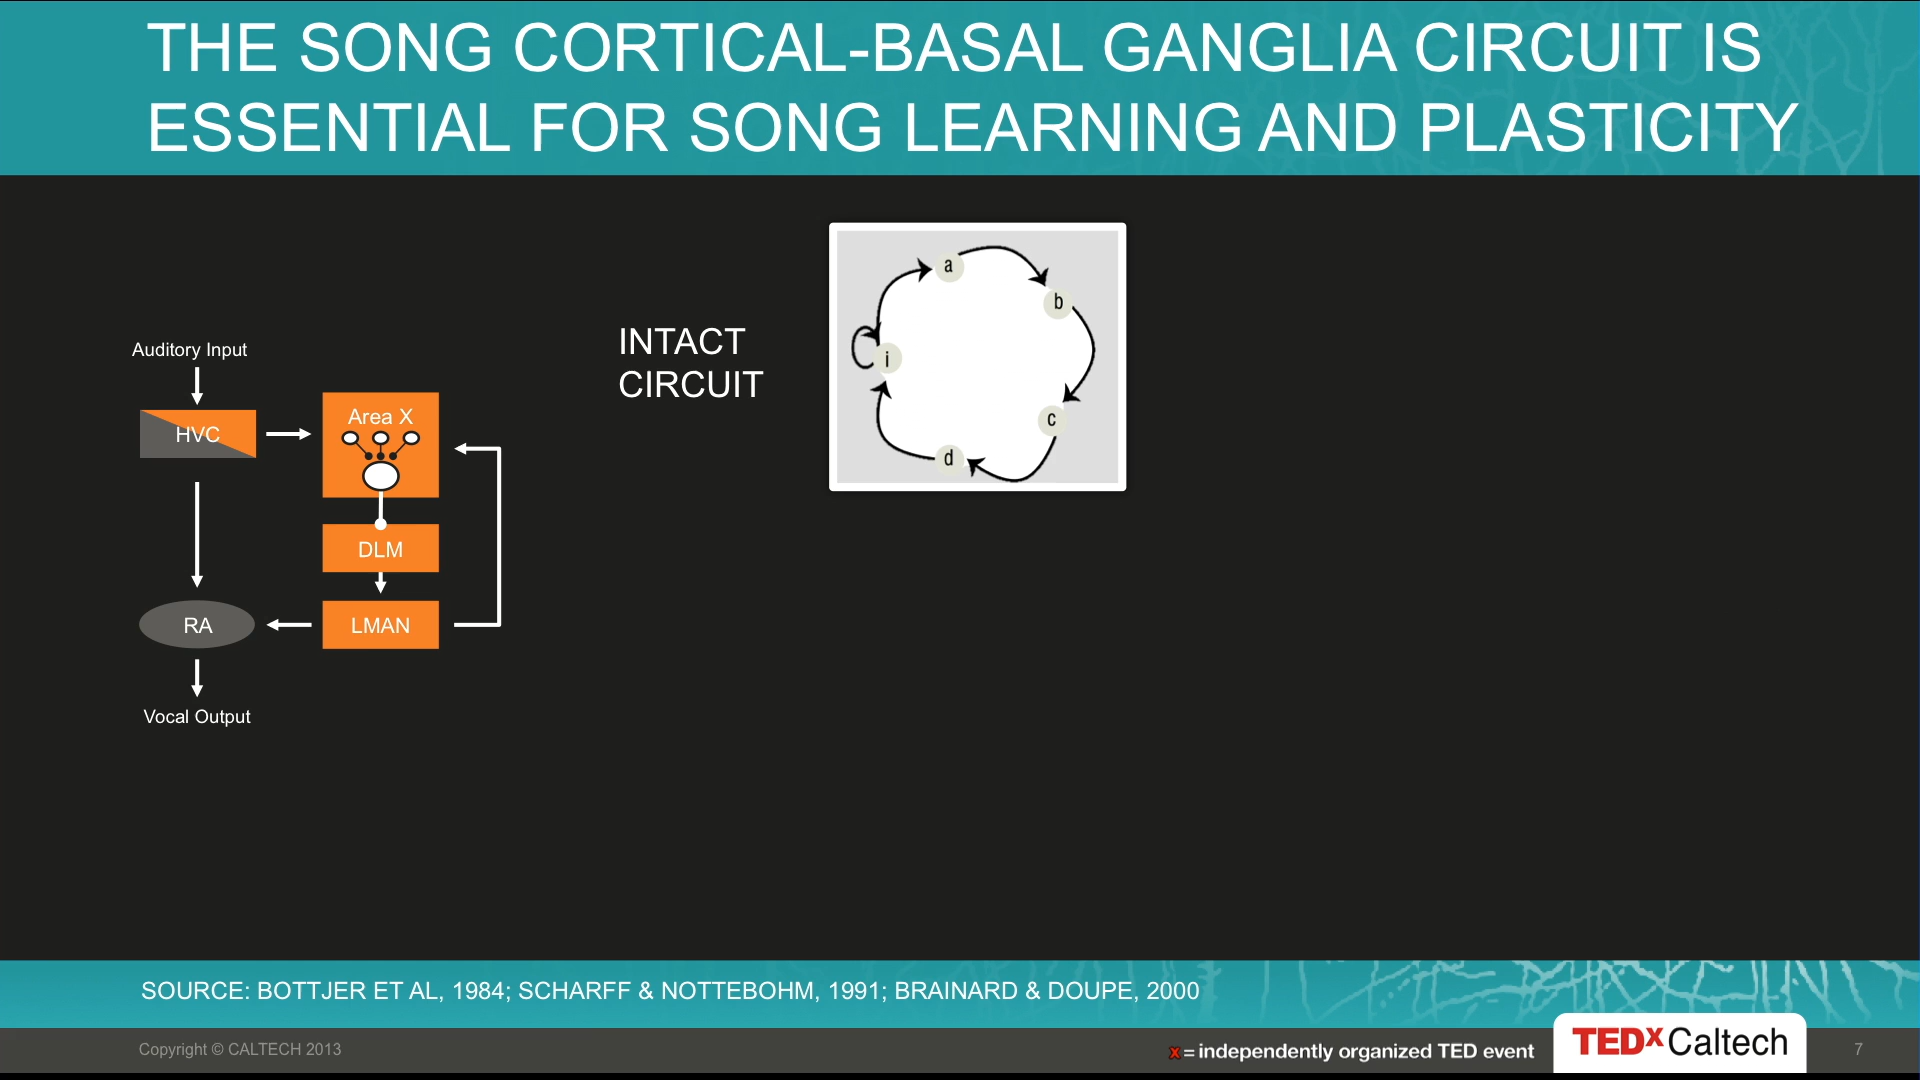 THE SONG CORTICAL-BASAL GANGLIA CIRCUIT IS
ESSENTIAL FOR SONG LEARNING AND PLASTICITY
Auditory Input
HVC
Area X
DLM
RA
LMAN
Vocal Output
INTACT
CIRCUIT
a
b
i
c
d
SOURCE: BOTTJER ET AL, 1984; SCHARFF & NOTTEBOHM, 1991; BRAINARD & DOUPE, 2000
Copyright © CALTECH 2013
x = independently organized TED event
TEDxCaltech
7